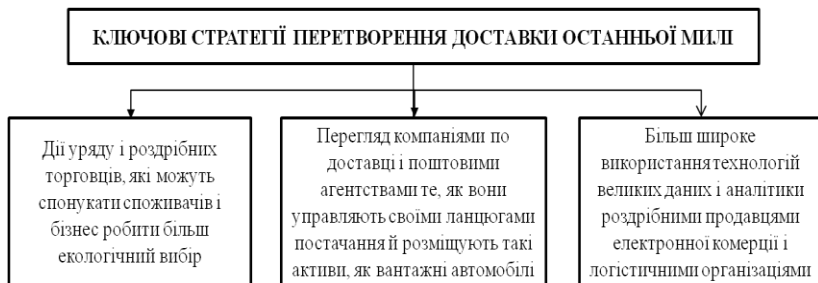 КЛЮЧОВІ СТРАТЕГІЇ ПЕРЕТВОРЕННЯ ДОСТАВКИ ОСТАННЬОЇ МИЛІ
Дії уряду і роздрібних
торговців, які можуть
спонукати споживачів і
бізнес робити більш
екологічний вибір
Перегляд компаніями по
доставці і поштовими
агентствами те, як вони
управляють своїми ланцюгами
постачання й розміщують такі
активи, як вантажні автомобілі
Більш широке
використання технологій
великих даних і аналітики
роздрібними продавцями
електронної комерції і
логістичними організаціями